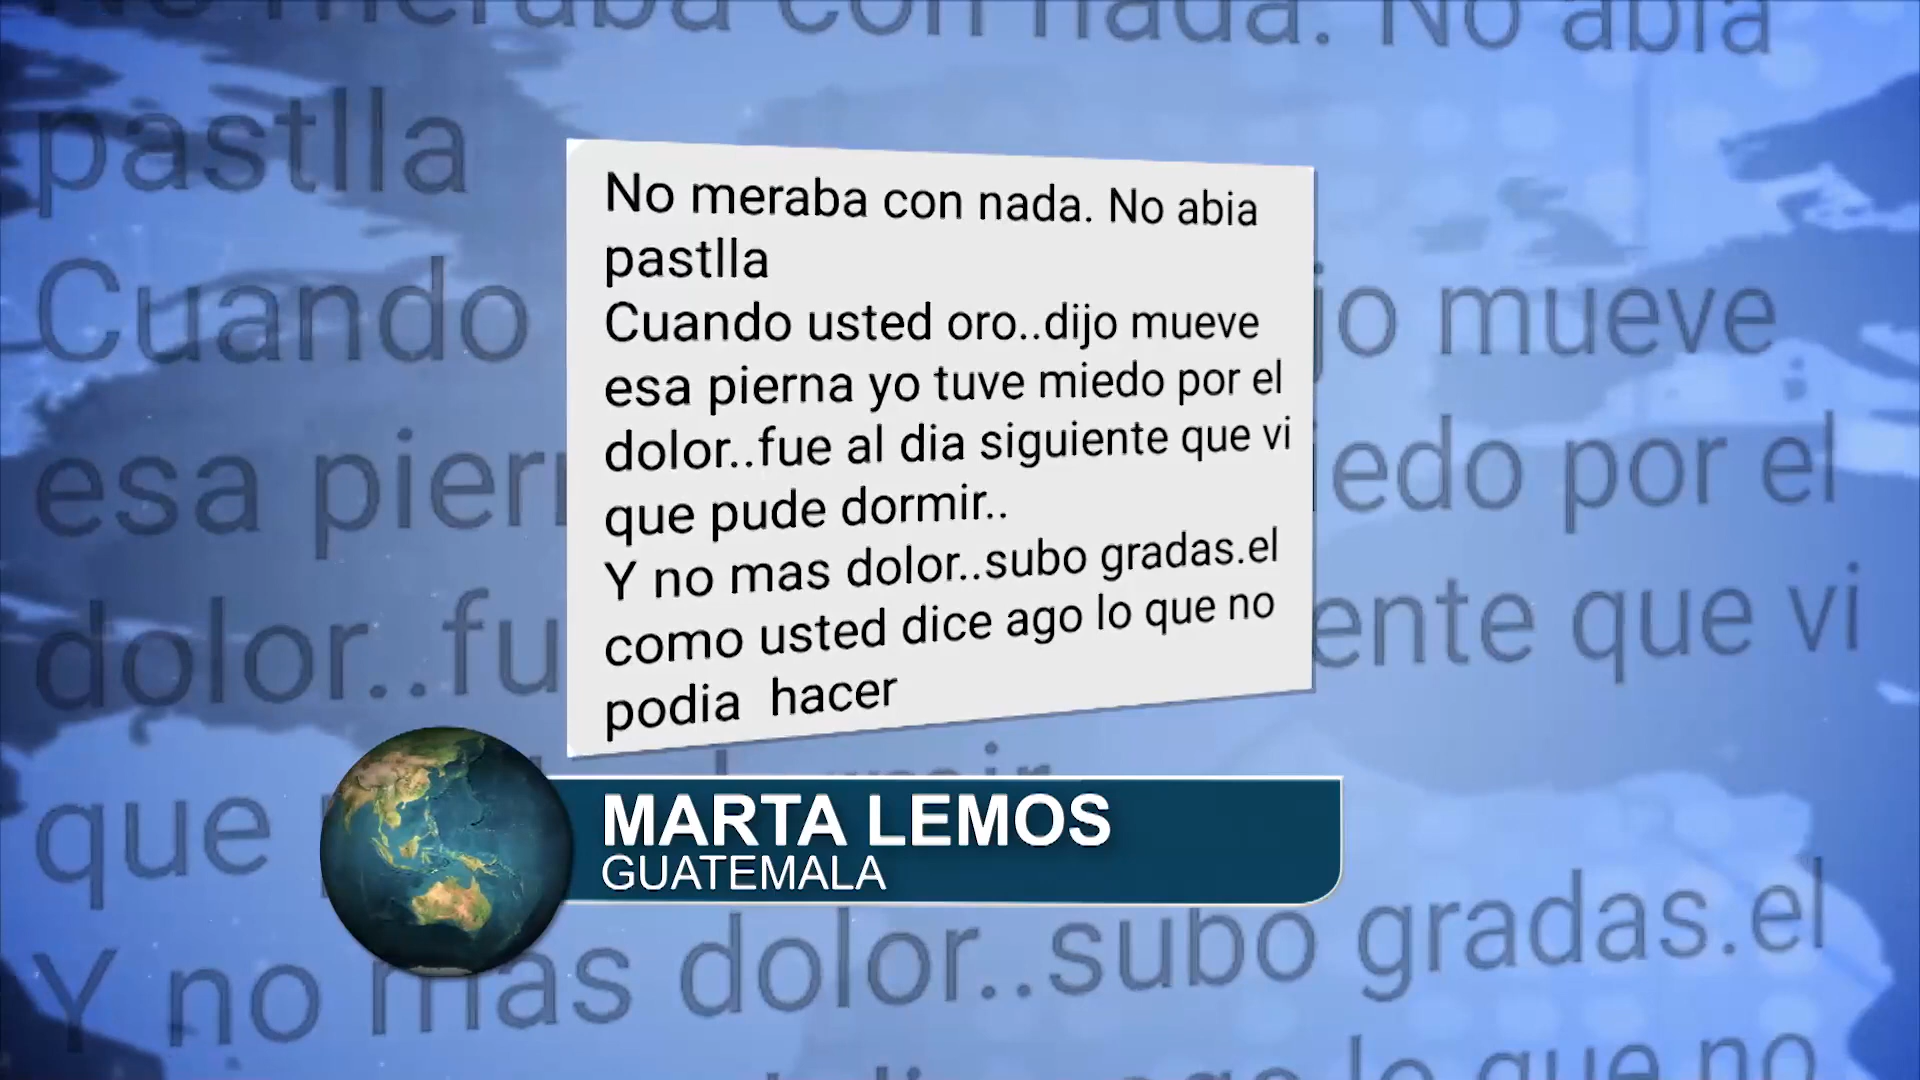 No meraba con nada. No abia
pastlla
Cuando usted oro..dijo mueve
esa pierna yo tuve miedo por el
dolor..fue al dia siguiente que vi
que pude dormir..
Y no mas dolor..subo gradas.el
como usted dice ago lo que no
podia hacer
MARTA LEMOS
GUATEMALA